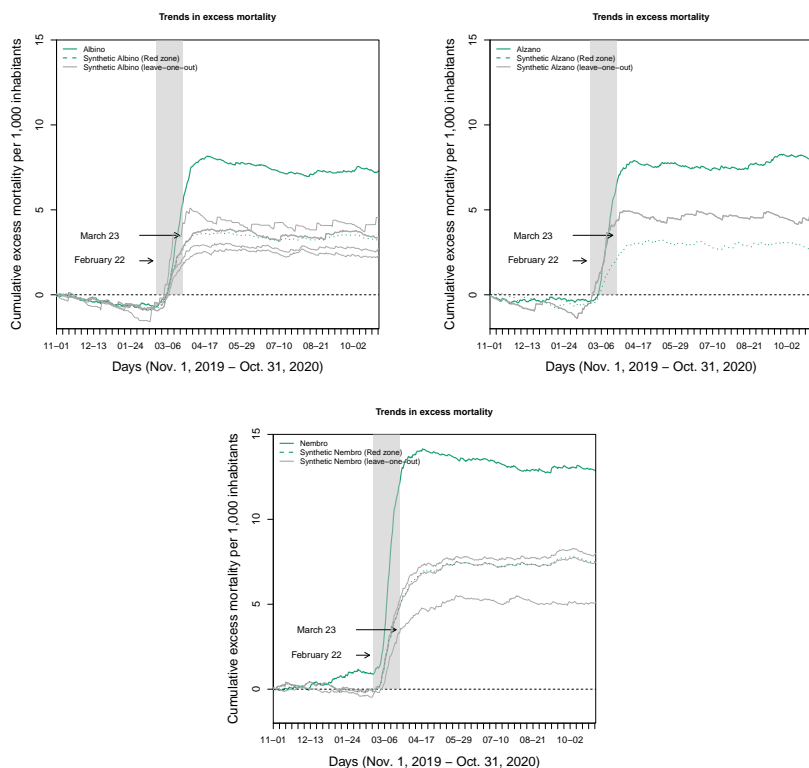 Trends in excess mortality
Cumulative excess mortality per 1,000 inhabitants
15
10
5
0
Albino
Synthetic Albino (Red zone)
Synthetic Albino (leave−one−out)
March 23
February 22
11−01 12−13 01−24 03−06 04−17 05−29 07−10 08−21 10−02
Days (Nov. 1, 2019 − Oct. 31, 2020)
Trends in excess mortality
Cumulative excess mortality per 1,000 inhabitants
15
10
5
0
Alzano
Synthetic Alzano (Red zone)
Synthetic Alzano (leave−one−out)
March 23
February 22
11−01 12−13 01−24 03−06 04−17 05−29 07−10 08−21 10−02
Days (Nov. 1, 2019 − Oct. 31, 2020)
Trends in excess mortality
Cumulative excess mortality per 1,000 inhabitants
15
10
5
0
Nembro
Synthetic Nembro (Red zone)
Synthetic Nembro (leave−one−out)
March 23
February 22
11−01 12−13 01−24 03−06 04−17 05−29 07−10 08−21 10−02
Days (Nov. 1, 2019 − Oct. 31, 2020)